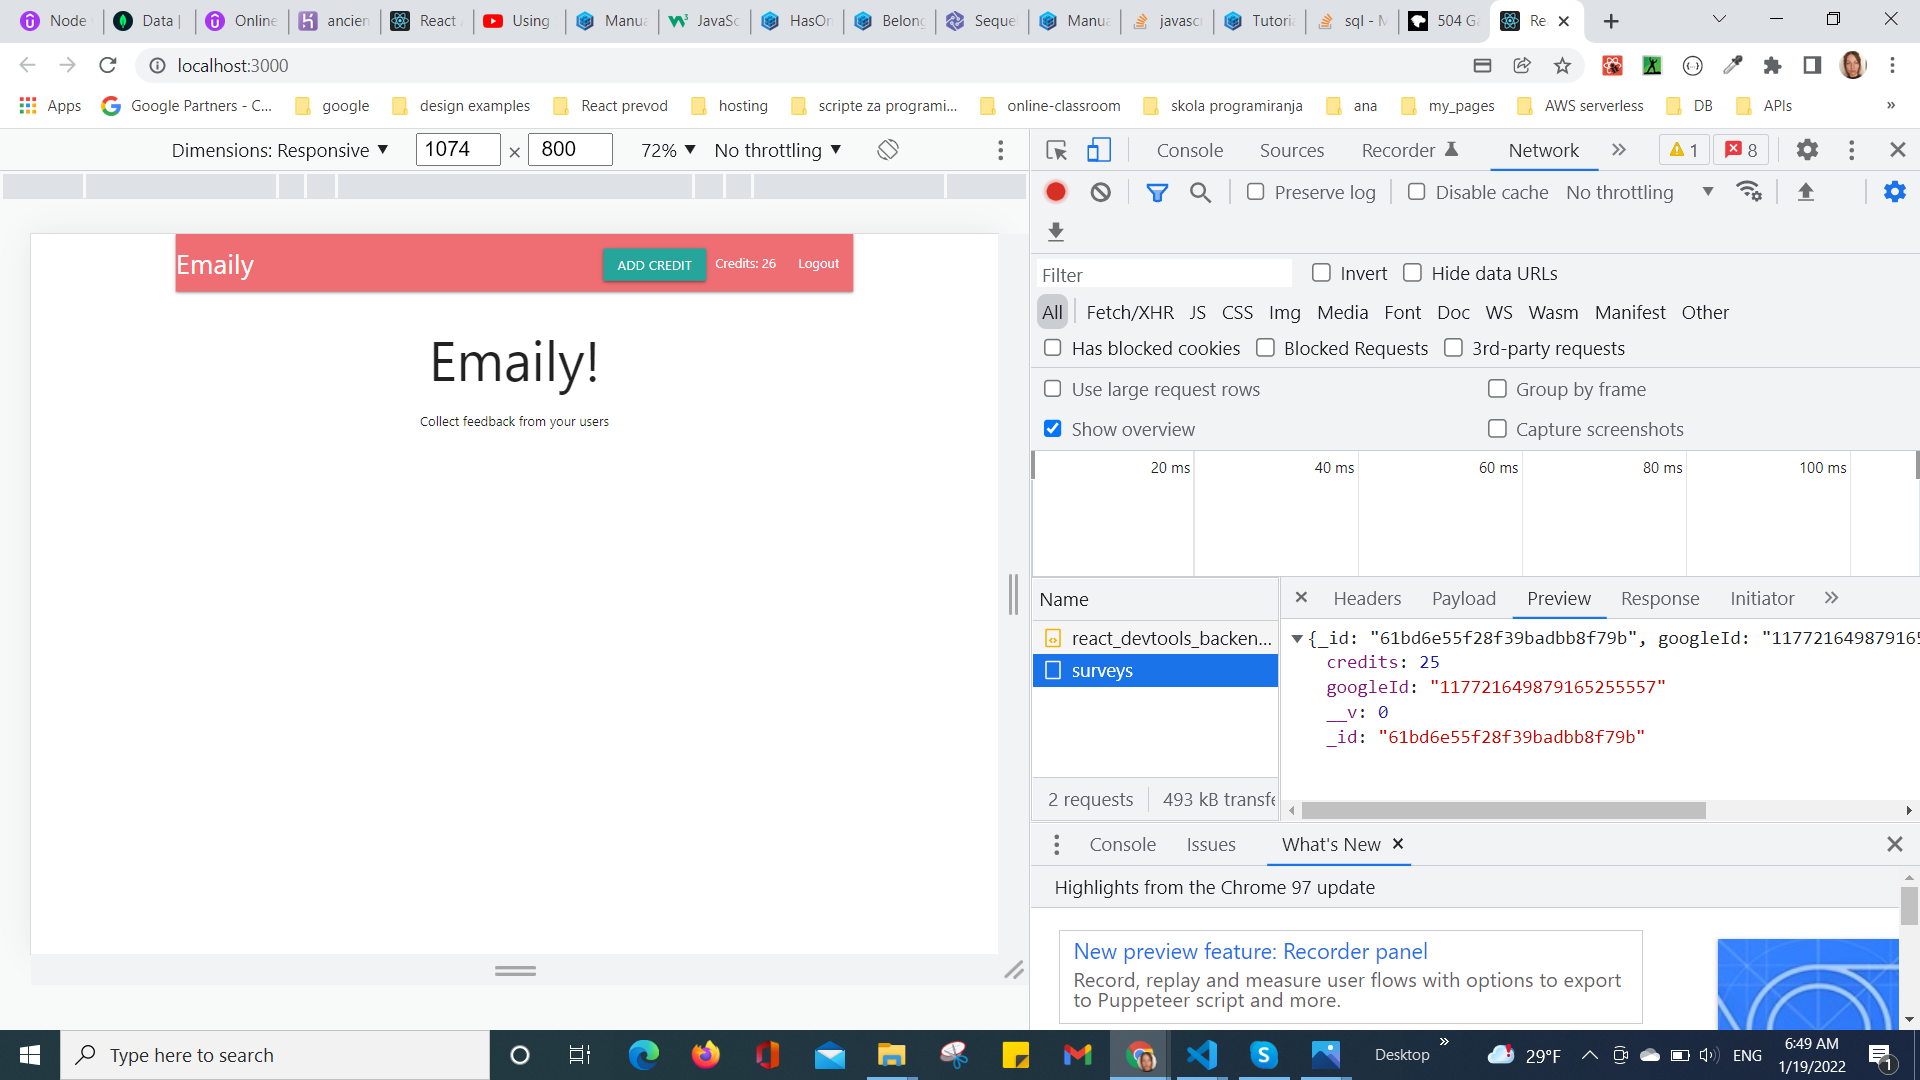 Node
Data |
Online
ancien
React
Using
Manua
JavaSc
HasOn
Belong
Seque
Manua
javascr
Tutoria
sql - M
504 Ga
Rea
localhost:3000
Apps
Google Partners - C...
google
design examples
React prevod
hosting
scripte za programi...
online-classroom
skola programiranja
ana
my_pages
AWS serverless
DB
APIs
»
Dimensions: Responsive ▼ 1074 × 800 72% ▼ No throttling ▼
Console Sources Recorder Network » 1 8
Preserve log Disable cache No throttling ▼
Emaily ADD CREDIT Credits: 26 Logout
Emaily!
Collect feedback from your users
Filter Invert Hide data URLs
All Fetch/XHR JS CSS Img Media Font Doc WS Wasm Manifest Other
Has blocked cookies Blocked Requests 3rd-party requests
Use large request rows Group by frame
Show overview Capture screenshots
20 ms 40 ms 60 ms 80 ms 100 ms
Name
react_devtools_backen...
surveys
2 requests 493 kB transfe
Headers Payload Preview Response Initiator »
▼{_id: "61bd6e55f28f39badbb8f79b", googleId: "117721649879165
credits: 25
googleId: "117721649879165255557"
__v: 0
_id: "61bd6e55f28f39badbb8f79b"
Console Issues What's New ×
Highlights from the Chrome 97 update
New preview feature: Recorder panel
Record, replay and measure user flows with options to export
to Puppeteer script and more.
Type here to search
Desktop »
29°F
ENG
6:49 AM
1/19/2022
1